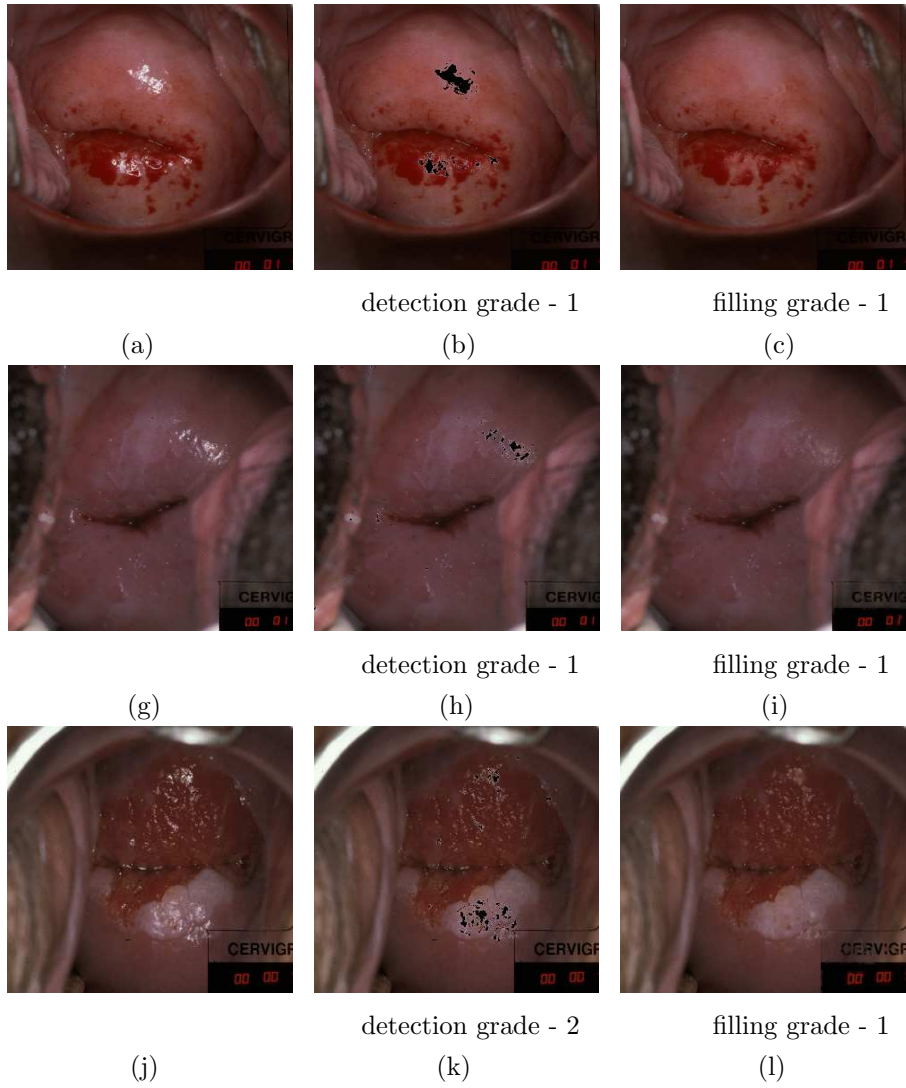 CERVIGR
00 01
CERVIGR
00 01
CERVIGR
00 01
detection grade - 1 filling grade - 1
(a) (b) (c)
CERVIG
00 01
CERVIG
00 01
CERVIG
00 01
detection grade - 1 filling grade - 1
(g) (h) (i)
CERVIGR
00 00
CERVIGR
00 00
CERVIGR
00 00
detection grade - 2 filling grade - 1
(j) (k) (l)